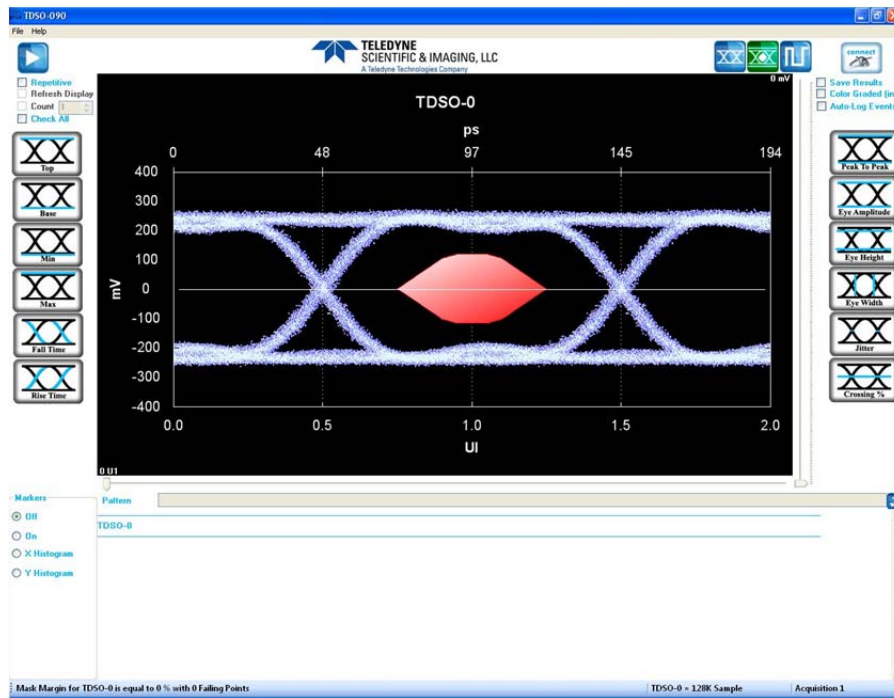 TDSO-090
File Help
TELEDYNE
SCIENTIFIC & IMAGING, LLC
A Teledyne Technologies Company
connect
Repetitive
Refresh Display
Count 1
Check All
Save Results
Color Graded (in
Auto-Log Event
0 mV
TDSO-0
ps
0 48 97 145 194
400
300
200
100
0
-100
-200
-300
-400
mV
0.0 0.5 1.0 1.5 2.0
UI
0 UI
Top
Base
Min
Max
Fall Time
Rise Time
Peak To Peak
Eye Amplitude
Eye Height
Eye Width
Jitter
Crossing %
Markers
Off
On
X Histogram
Y Histogram
Pattern
TDSO-0
Mask Margin for TDSO-0 is equal to 0 % with 0 Failing Points
TDSO-0 = 128K Sample
Acquisition 1